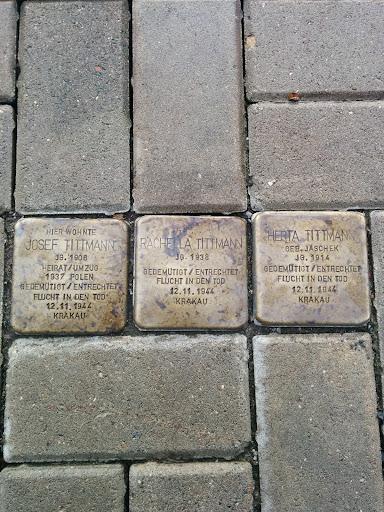 HIER WOHNTE
JOSEF TITTMANN
JG. 1908
HEIRAT/UMZUG
1937 POLEN
GEDEMÜTIGT/ENTRECHTET
FLUCHT IN DEN TOD
12.11.1944
KRAKAU
RACHELLA TITTMANN
JG. 1938
GEDEMÜTIGT/ENTRECHTET
FLUCHT IN DEN TOD
12.11.1944
KRAKAU
HERTA TITTMANN
GEB. JASCHEK
JG. 1914
GEDEMÜTIGT/ENTRECHTET
FLUCHT IN DEN TOD
12.11.1944
KRAKAU